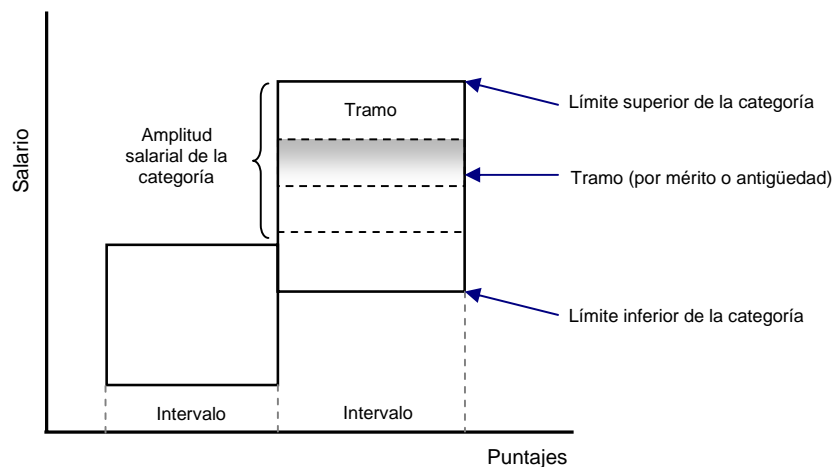 Salario
Amplitud
salarial de la
categoría
Tramo
Límite superior de la categoría
Tramo (por mérito o antigüedad)
Límite inferior de la categoría
Intervalo
Intervalo
Puntajes